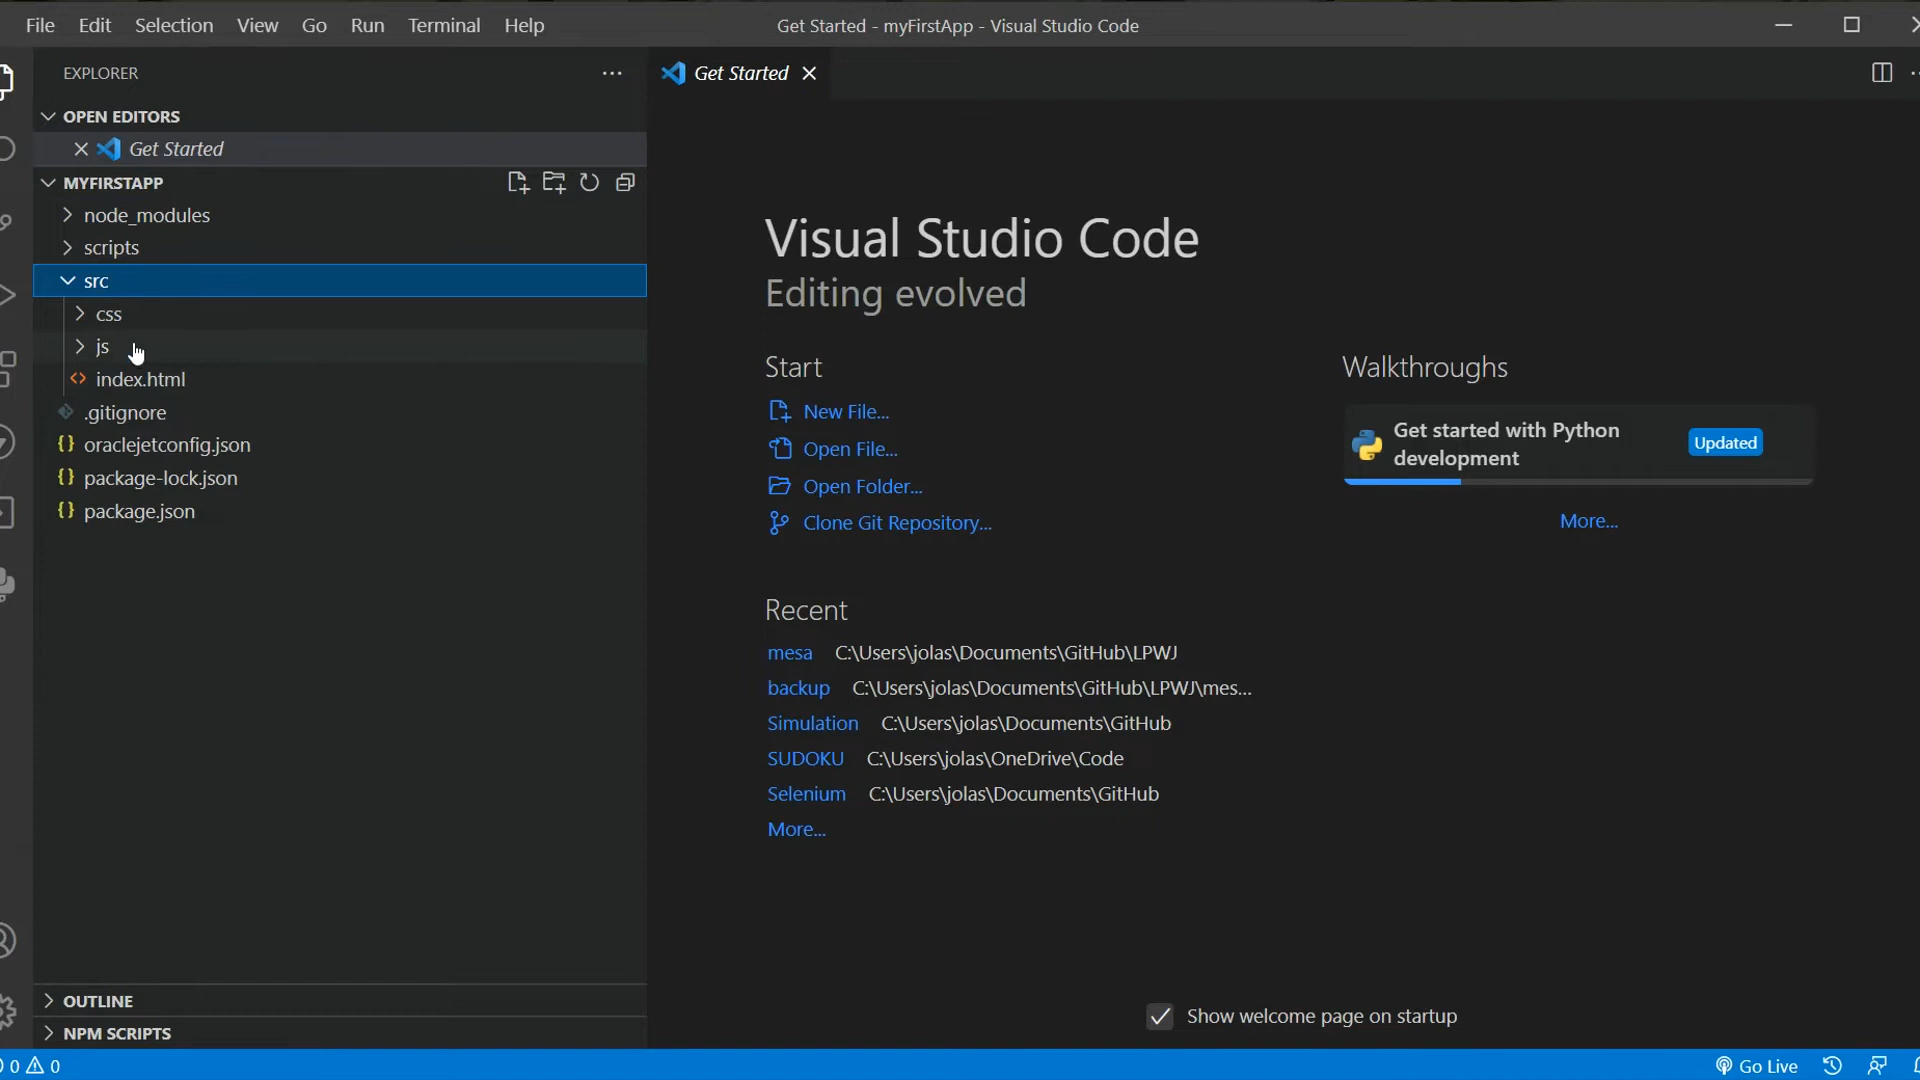 File Edit Selection View Go Run Terminal Help
Get Started - myFirstApp - Visual Studio Code
EXPLORER
OPEN EDITORS
Get Started
MYFIRSTAPP
node_modules
scripts
src
css
js
index.html
.gitignore
oraclejetconfig.json
package-lock.json
package.json
OUTLINE
NPM SCRIPTS
Get Started
Visual Studio Code
Editing evolved
Start
New File...
Open File...
Open Folder...
Clone Git Repository...
Recent
mesa C:\Users\jolas\Documents\GitHub\LPWJ
backup C:\Users\jolas\Documents\GitHub\LPWJ\mes...
Simulation C:\Users\jolas\Documents\GitHub
SUDOKU C:\Users\jolas\OneDrive\Code
Selenium C:\Users\jolas\Documents\GitHub
More...
Walkthroughs
Get started with Python
development
Updated
More...
Show welcome page on startup
0 0
Go Live